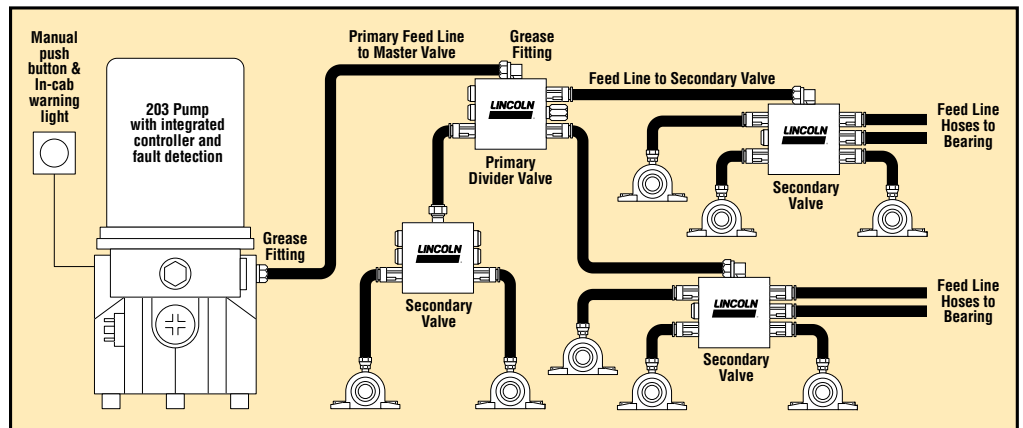 Manual
push
button &
In-cab
warning
light
203 Pump
with integrated
controller and
fault detection
Grease
Fitting
Primary Feed Line
to Master Valve
Grease
Fitting
LINCOLN
Primary
Divider Valve
Feed Line to Secondary Valve
LINCOLN
Secondary
Valve
Feed Line
Hoses to
Bearing
LINCOLN
Secondary
Valve
LINCOLN
Secondary
Valve
Feed Line
Hoses to
Bearing